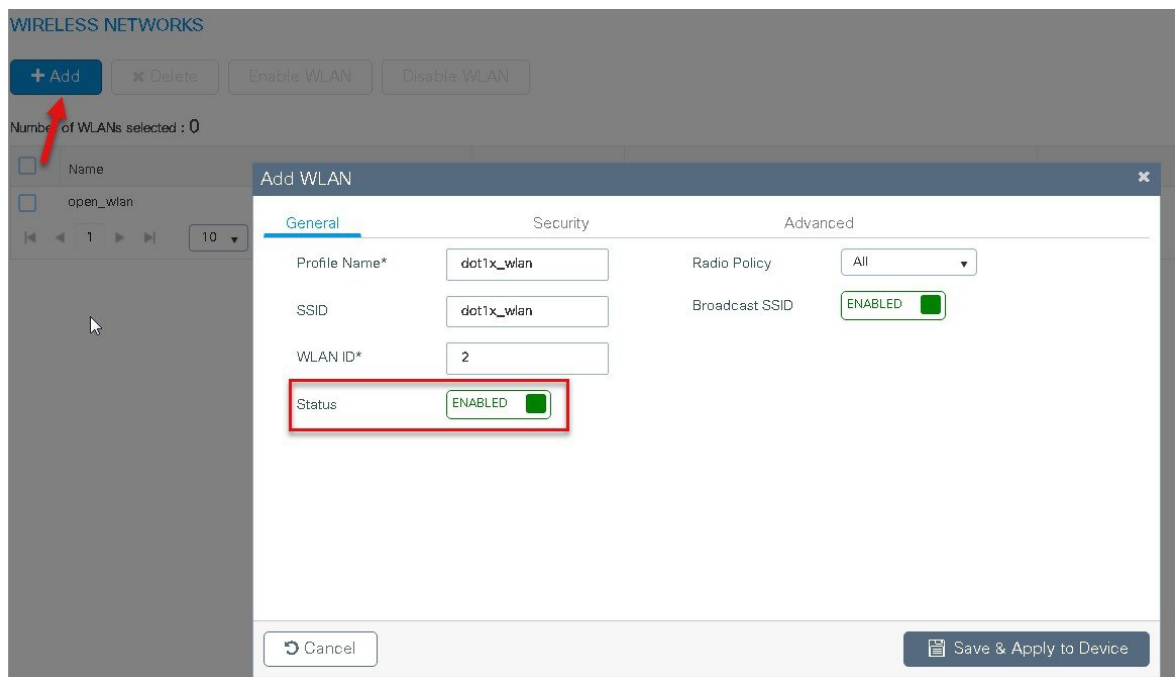 WIRELESS NETWORKS
+ Add
✖ Delete
Enable WLAN
Disable WLAN
Number of WLANs selected : 0
Name
open_wlan
1
10
Add WLAN
General
Security
Advanced
Profile Name*
dot1x_wlan
Radio Policy
All
SSID
dot1x_wlan
Broadcast SSID
ENABLED
WLAN ID*
2
Status
ENABLED
Cancel
Save & Apply to Device